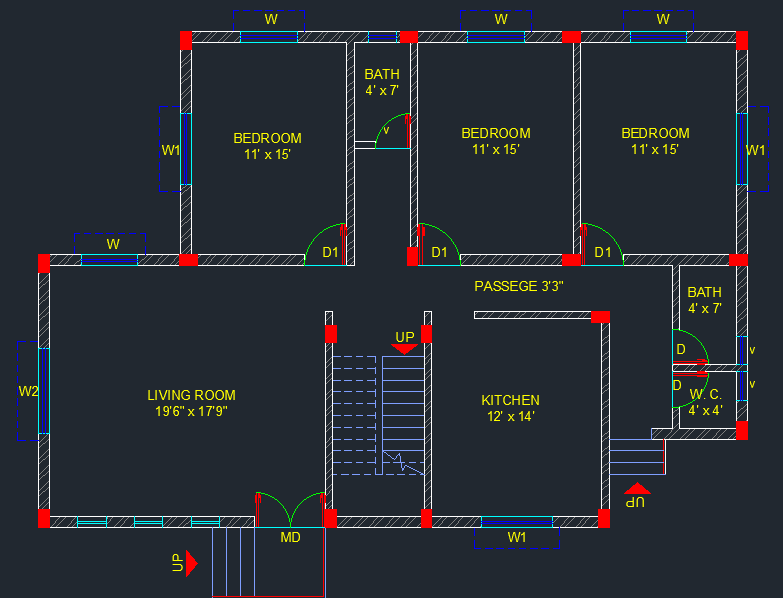 W
W
W
BATH
4' x 7'
BEDROOM
11' x 15'
v
BEDROOM
11' x 15'
BEDROOM
11' x 15'
W1
W1
W
D1
D1
D1
PASSEGE 3'3"
BATH
4' x 7'
UP
D
v
W2
LIVING ROOM
19'6" x 17'9"
KITCHEN
12' x 14'
D
W. C.
4' x 4'
v
UP
MD
W1
UP